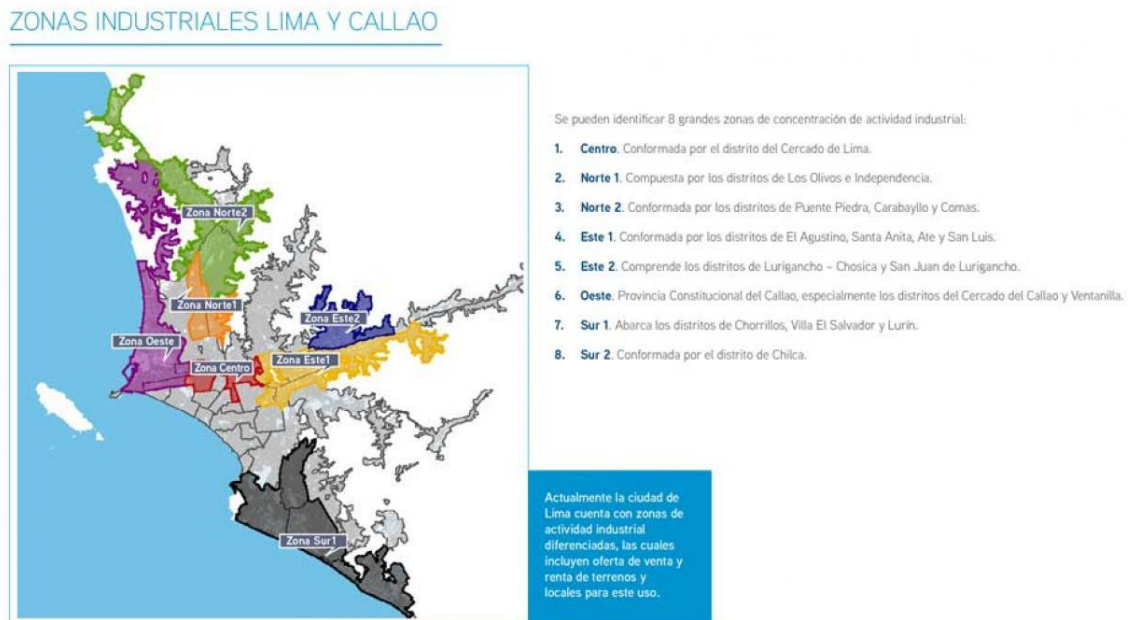 ZONAS INDUSTRIALES LIMA Y CALLAO
Zona Norte2
Zona Norte1
Zona Este2
Zona Oeste
Zona Este1
Zona Centro
Zona Sur1
Se pueden identificar 8 grandes zonas de concentración de actividad industrial:
1. Centro. Conformada por el distrito del Cercado de Lima.
2. Norte 1. Compuesta por los distritos de Los Olivos e Independencia.
3. Norte 2. Conformada por los distritos de Puente Piedra, Carabayllo y Comas.
4. Este 1. Conformada por los distritos de El Agustino, Santa Anita, Ate y San Luis.
5. Este 2. Comprende los distritos de Lurigancho – Chosica y San Juan de Lurigancho.
6. Oeste. Provincia Constitucional del Callao, especialmente los distritos del Cercado del Callao y Ventanilla.
7. Sur 1. Abarca los distritos de Chorrillos, Villa El Salvador y Lurín.
8. Sur 2. Conformada por el distrito de Chilca.
Actualmente la ciudad de
Lima cuenta con zonas de
actividad industrial
diferenciadas, las cuales
incluyen oferta de venta y
renta de terrenos y
locales para este uso.